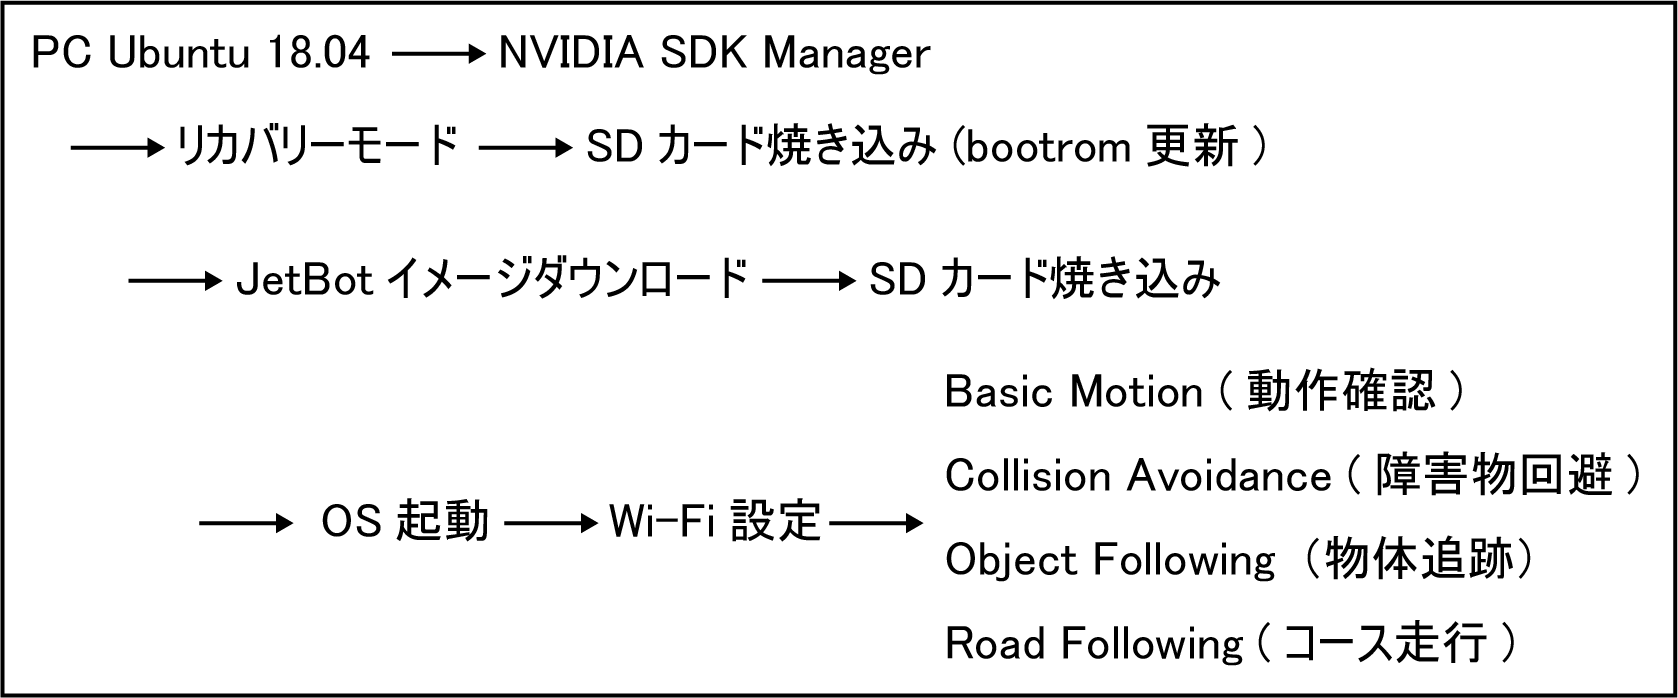 PC Ubuntu 18.04 → NVIDIA SDK Manager
→ リカバリーモード → SD カード焼き込み (bootrom 更新 )
→ JetBot イメージダウンロード → SD カード焼き込み
→ OS 起動 → Wi-Fi 設定 →
Basic Motion ( 動作確認 )
Collision Avoidance ( 障害物回避 )
Object Following （物体追跡）
Road Following ( コース走行 )